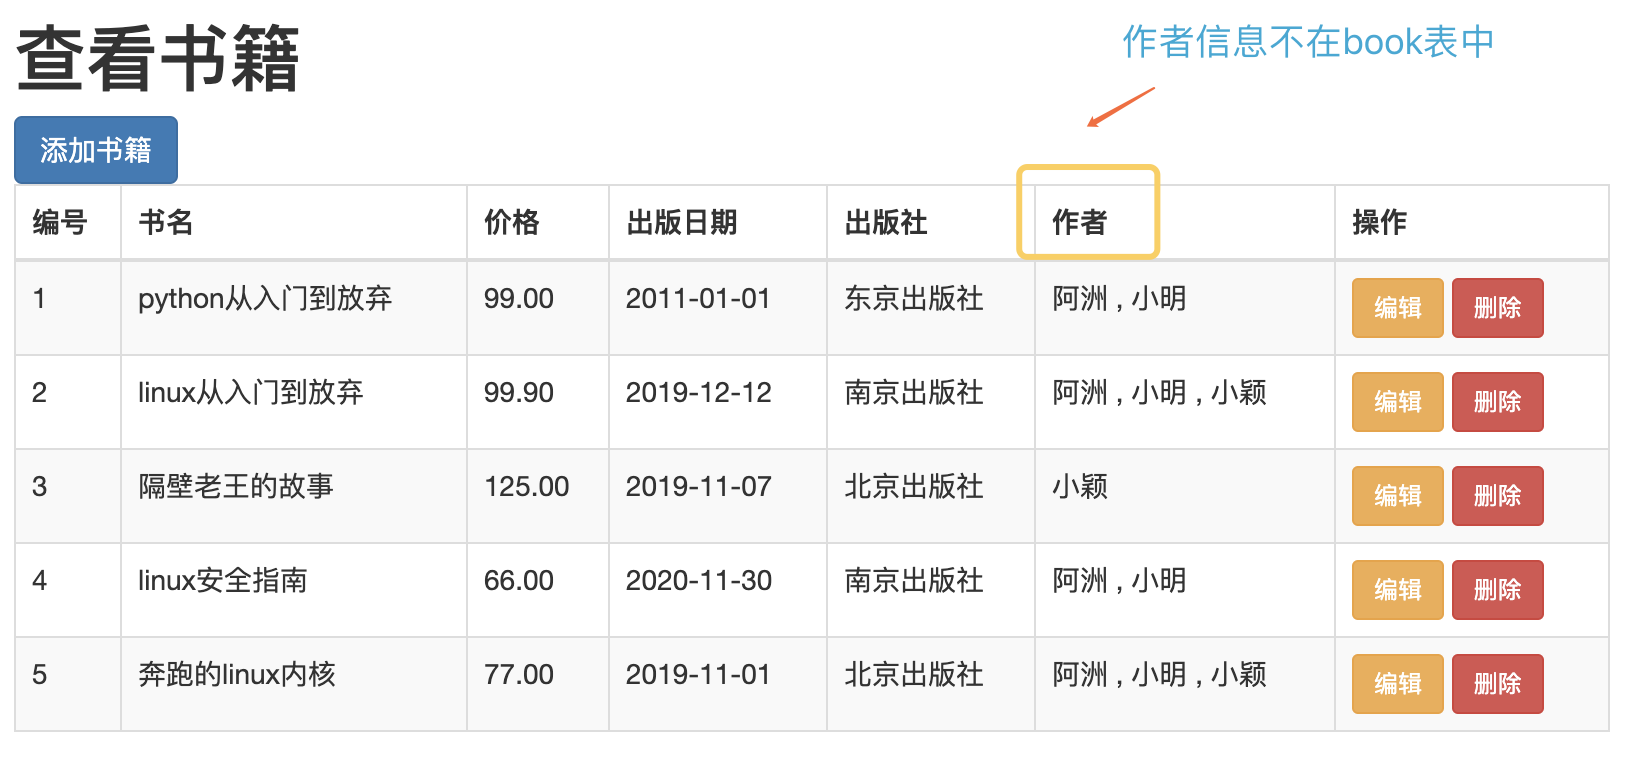 作者信息不在book表中
查看书籍
添加书籍
编号 书名 价格 出版日期 出版社 作者 操作
1 python从入门到放弃 99.00 2011-01-01 东京出版社 阿洲 , 小明 编辑 删除
2 linux从入门到放弃 99.90 2019-12-12 南京出版社 阿洲 , 小明 , 小颖 编辑 删除
3 隔壁老王的故事 125.00 2019-11-07 北京出版社 小颖 编辑 删除
4 linux安全指南 66.00 2020-11-30 南京出版社 阿洲 , 小明 编辑 删除
5 奔跑的linux内核 77.00 2019-11-01 北京出版社 阿洲 , 小明 , 小颖 编辑 删除